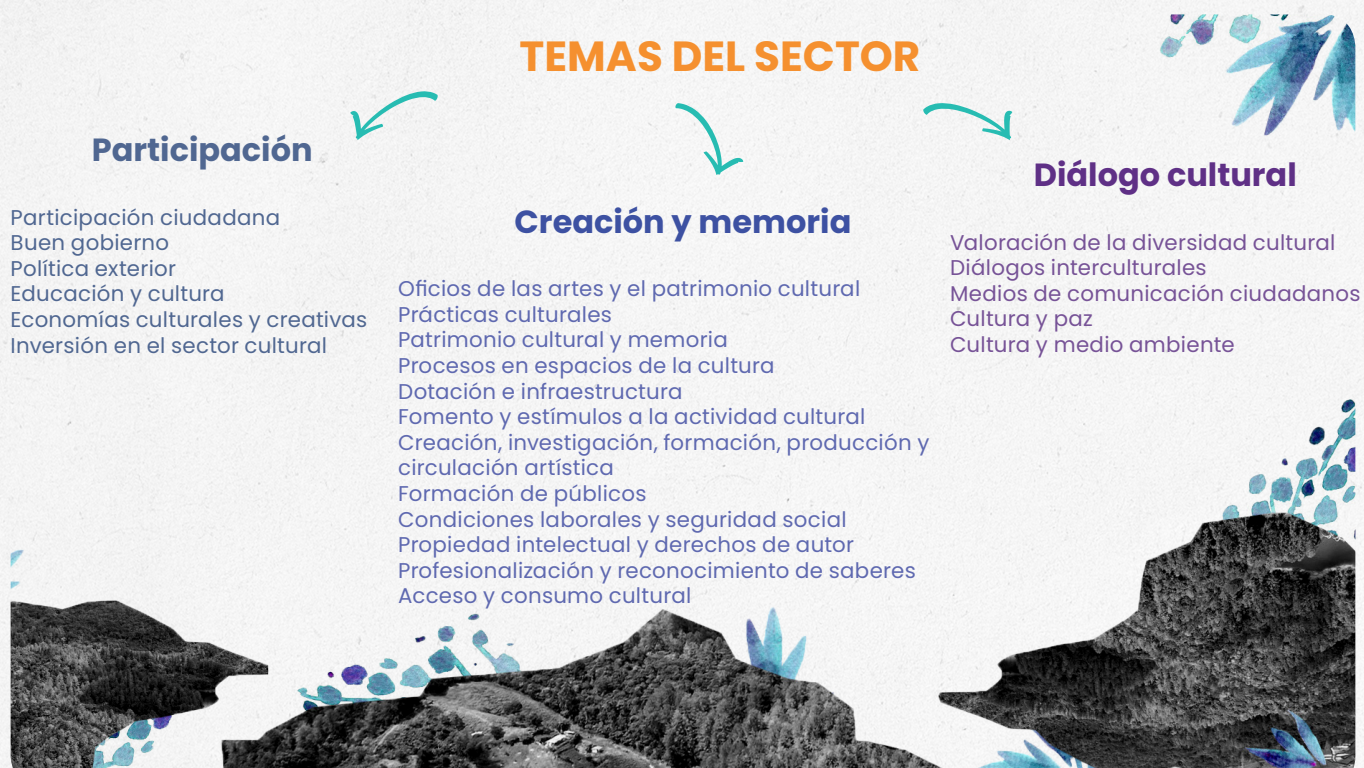 TEMAS DEL SECTOR
Participación
Participación ciudadana
Buen gobierno
Política exterior
Educación y cultura
Economías culturales y creativas
Inversión en el sector cultural
Creación y memoria
Oficios de las artes y el patrimonio cultural
Prácticas culturales
Patrimonio cultural y memoria
Procesos en espacios de la cultura
Dotación e infraestructura
Fomento y estímulos a la actividad cultural
Creación, investigación, formación, producción y
circulación artística
Formación de públicos
Condiciones laborales y seguridad social
Propiedad intelectual y derechos de autor
Profesionalización y reconocimiento de saberes
Acceso y consumo cultural
Diálogo cultural
Valoración de la diversidad cultural
Diálogos interculturales
Medios de comunicación ciudadanos
Cultura y paz
Cultura y medio ambiente